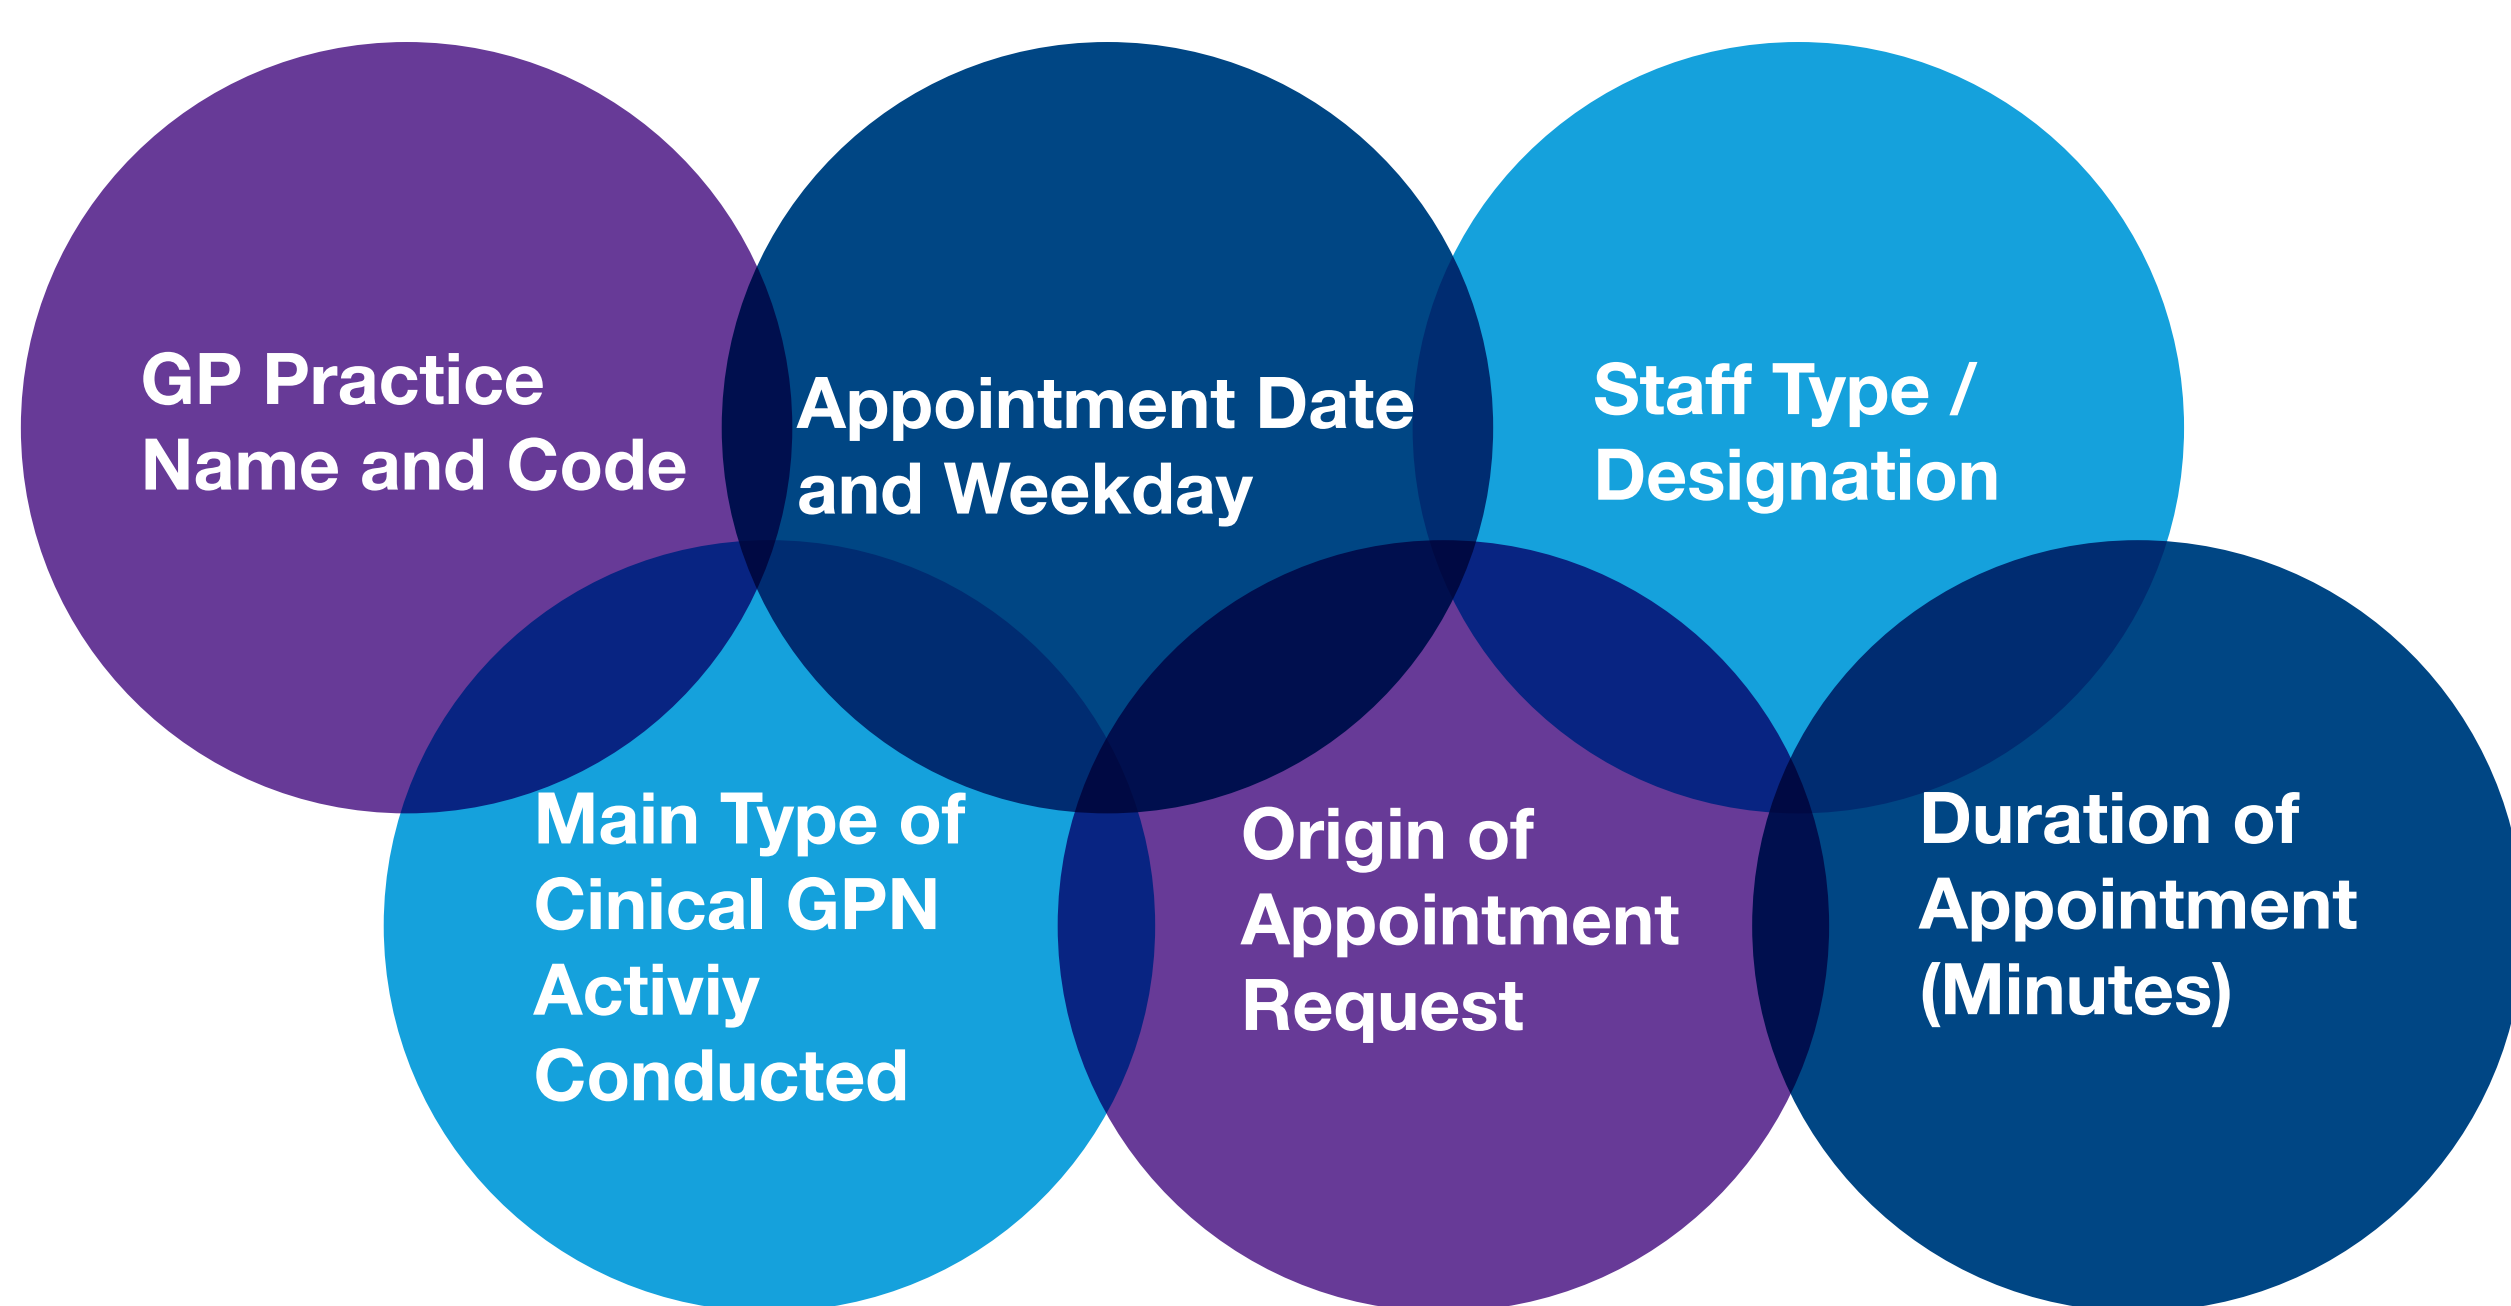 GP Practice
Name and Code
Appointment Date
and Weekday
Staff Type /
Designation
Main Type of
Cinical GPN
Activiy
Conducted
Origin of
Appointment
Request
Duration of
Appointment
(Minutes)